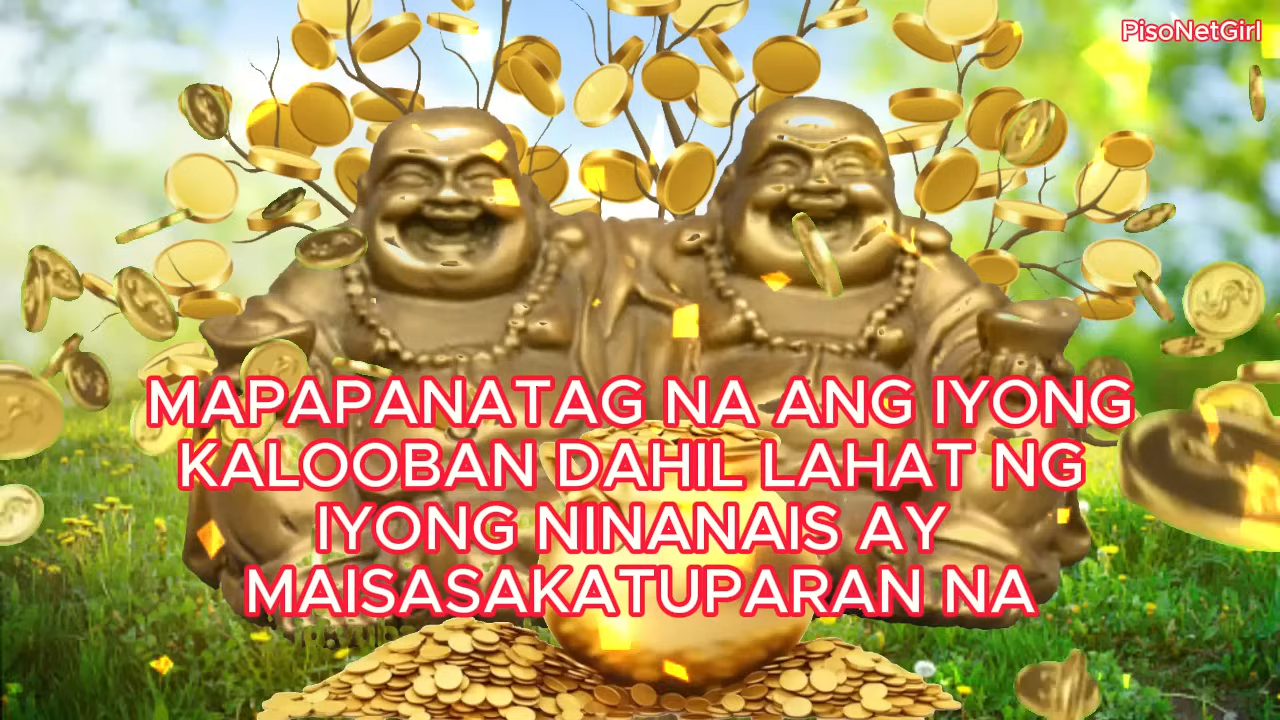 PisoNetGirl
MAPAPANATAG NA ANG IYONG
KALOOBAN DAHIL LAHAT NG
IYONG NINANAIS AY
MAISASAKATUPARAN NA